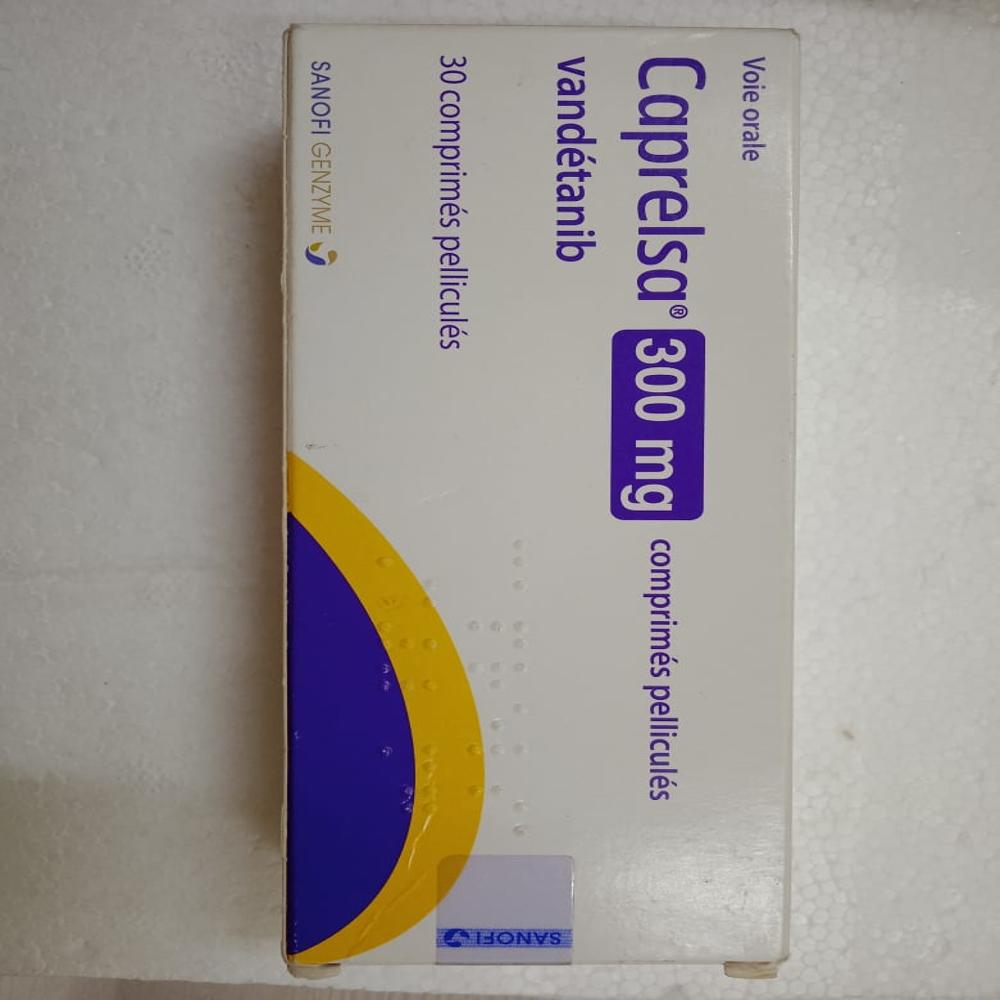 Voie orale
Caprelsa® 300 mg comprimés pelliculés
vandétanib
30 comprimés pelliculés
SANOFI GENZYME
SANOFI